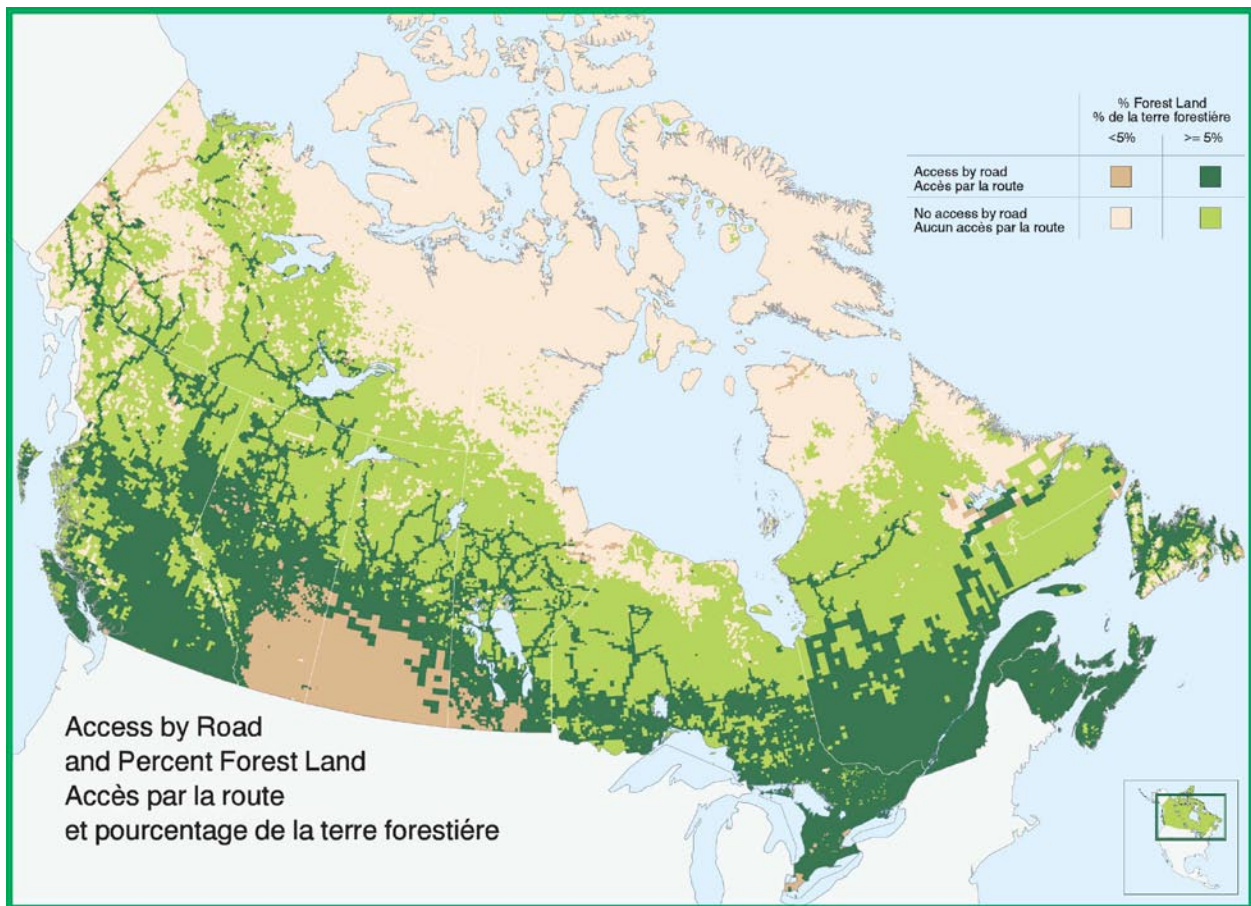 % Forest Land
% de la terre forestière
<5% >= 5%
Access by road
Accès par la route
No access by road
Aucun accès par la route
Access by Road
and Percent Forest Land
Accès par la route
et pourcentage de la terre forestiére